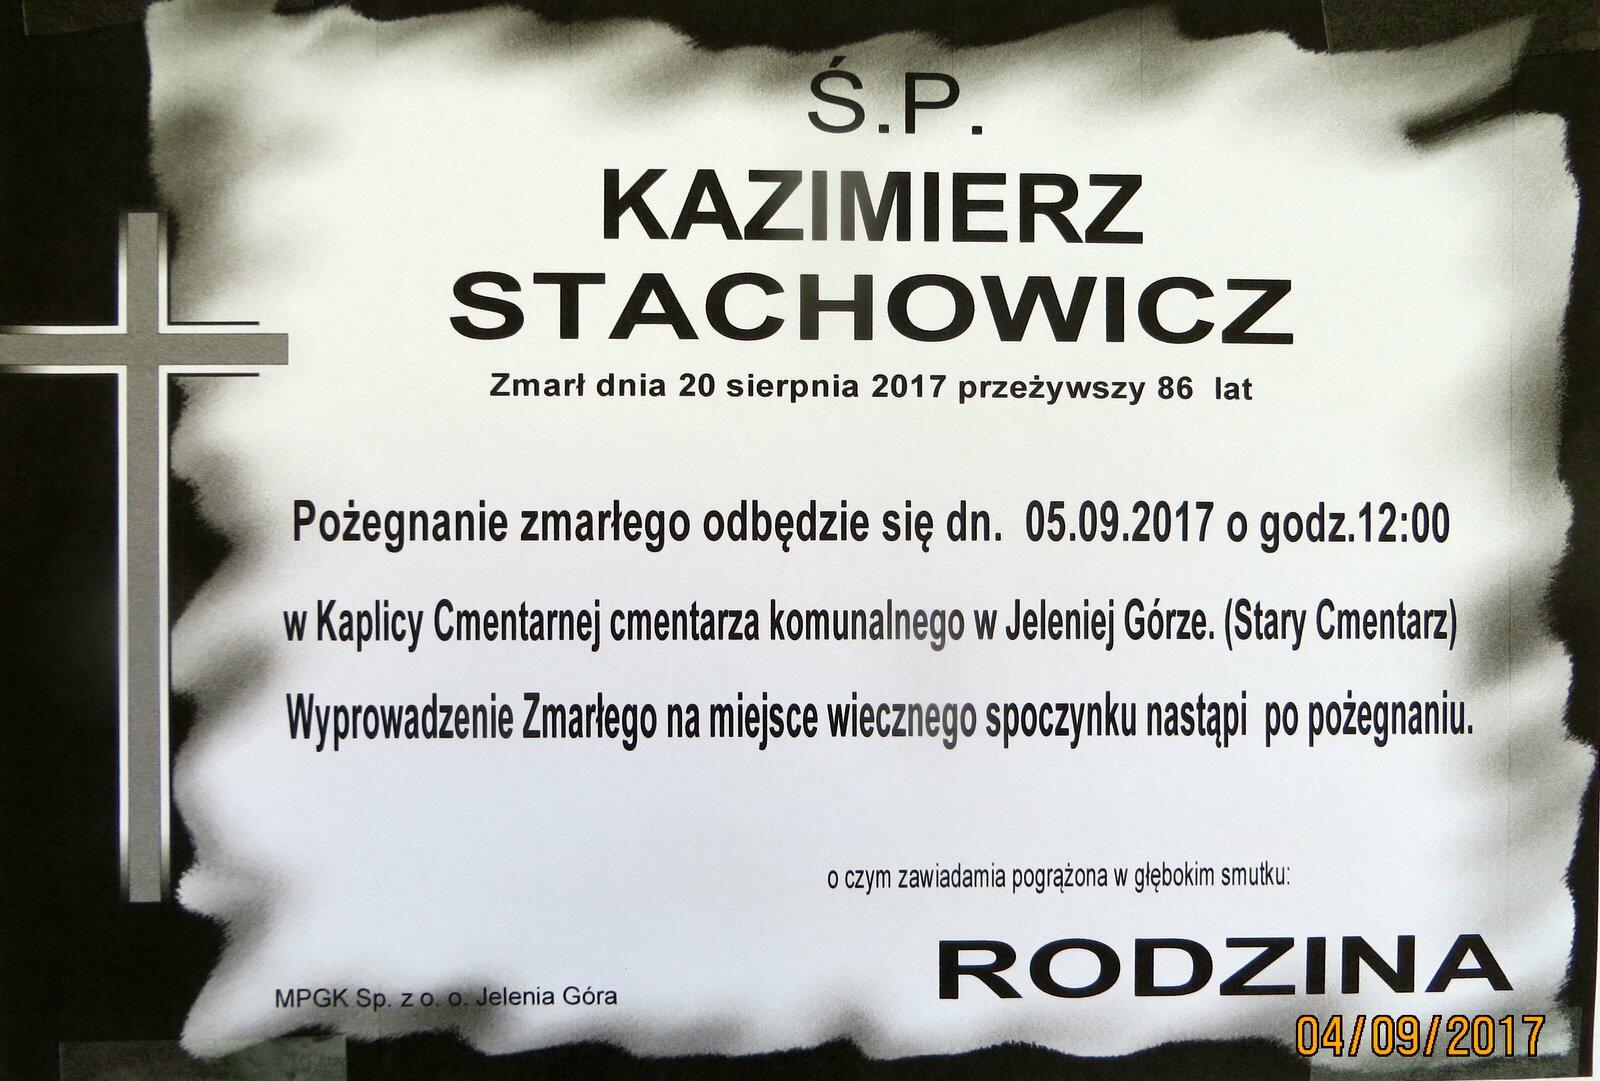 Ś.P.
KAZIMIERZ
STACHOWICZ
Zmarł dnia 20 sierpnia 2017 przeżywszy 86 lat
Pożegnanie zmarłego odbędzie się dn. 05.09.2017 o godz.12:00
w Kaplicy Cmentarnej cmentarza komunalnego w Jeleniej Górze. (Stary Cmentarz)
Wyprowadzenie Zmarłego na miejsce wiecznego spoczynku nastąpi po pożegnaniu.
o czym zawiadamia pogrążona w głębokim smutku:
RODZINA
MPGK Sp. z o. o. Jelenia Góra
04/09/2017